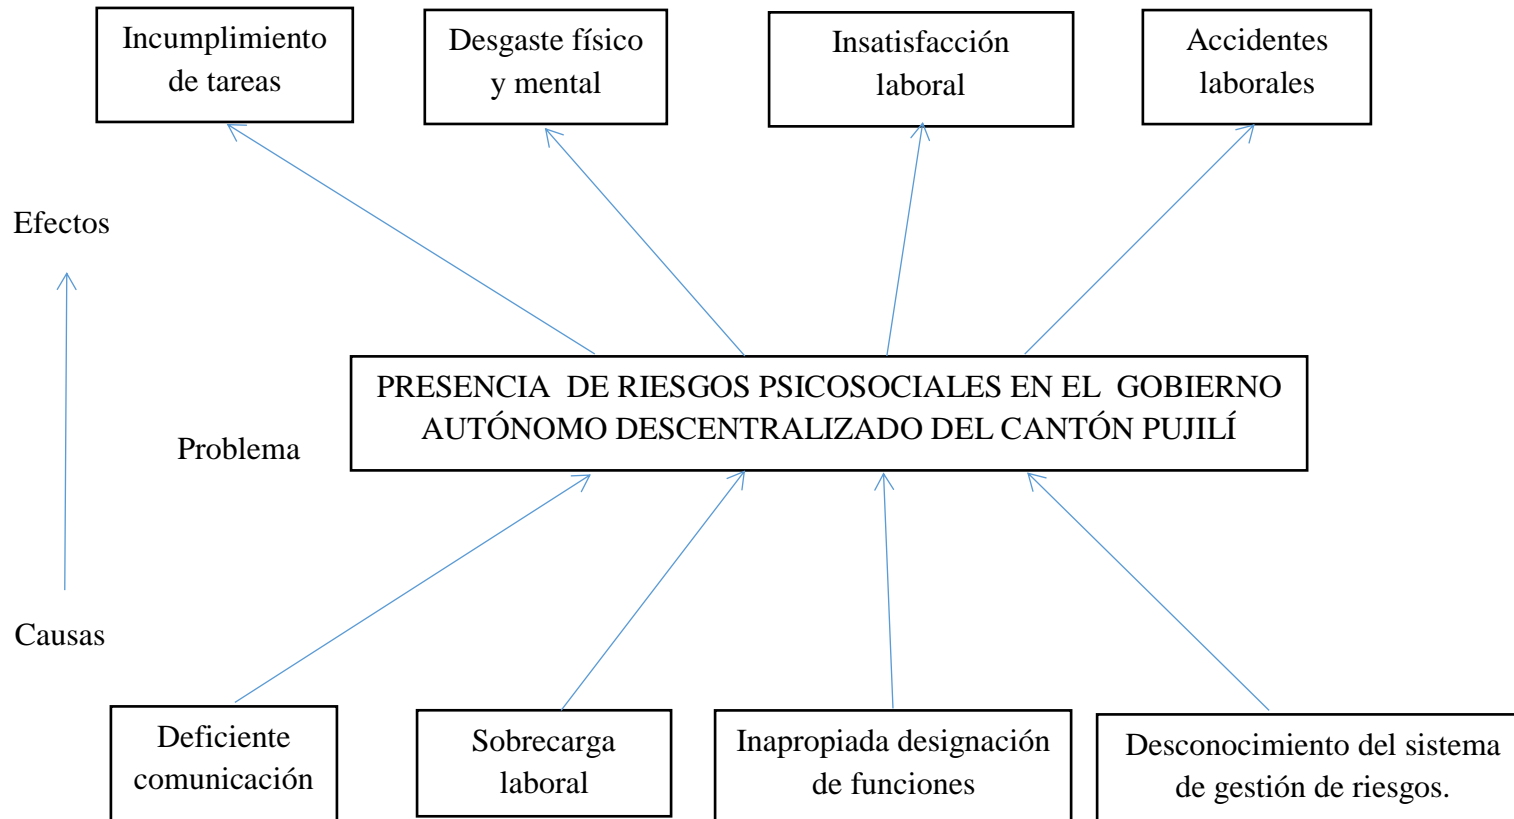 Incumplimiento
de tareas
Desgaste físico
y mental
Insatisfacción
laboral
Accidentes
laborales
Efectos
PRESENCIA DE RIESGOS PSICOSOCIALES EN EL GOBIERNO
AUTÓNOMO DESCENTRALIZADO DEL CANTÓN PUJILÍ
Problema
Causas
Deficiente
comunicación
Sobrecarga
laboral
Inapropiada designación
de funciones
Desconocimiento del sistema
de gestión de riesgos.